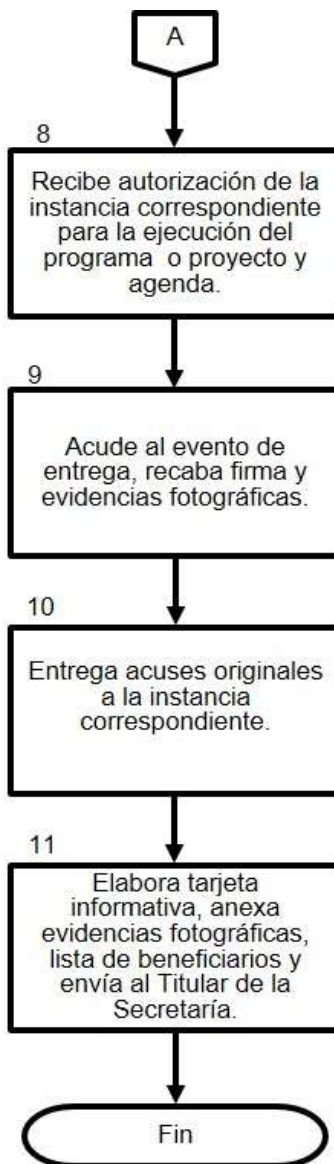 A
8
Recibe autorización de la
instancia correspondiente
para la ejecución del
programa o proyecto y
agenda.
9
Acude al evento de
entrega, recaba firma y
evidencias fotográficas.
10
Entrega acuses originales
a la instancia
correspondiente.
11
Elabora tarjeta
informativa, anexa
evidencias fotográficas,
lista de beneficiarios y
envía al Titular de la
Secretaría.
Fin